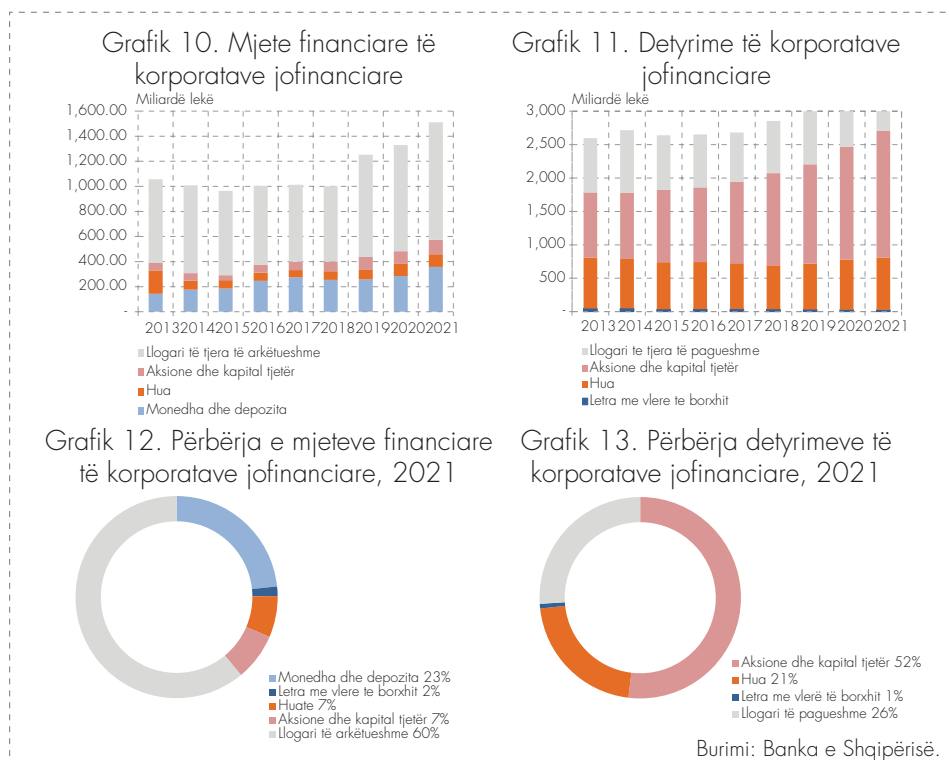 Grafik 10. Mjete financiare të
korporatave jofinanciare
Miliardë lekë
1,600.00
1,400.00
1,200.00
1,000.00
800.00
600.00
400.00
200.00
-
2013 2014 2015 2016 2017 2018 2019 2020 2021
Llogari të tjera të arkëtueshme
Aksione dhe kapital tjetër
Hua
Monedha dhe depozita
Grafik 11. Detyrime të korporatave
jofinanciare
Miliardë lekë
3,000
2,500
2,000
1,500
1,000
500
-
2013 2014 2015 2016 2017 2018 2019 2020 2021
Llogari te tjera të pagueshme
Aksione dhe kapital tjetër
Hua
Letra me vlere te borxhit
Grafik 12. Përbërja e mjeteve financiare
të korporatave jofinanciare, 2021
Monedha dhe depozita 23%
Letra me vlere te borxhit 2%
Huate 7%
Aksione dhe kapital tjetër 7%
Llogari të arkëtueshme 60%
Grafik 13. Përbërja detyrimeve të
korporatave jofinanciare, 2021
Aksione dhe kapital tjetër 52%
Hua 21%
Letra me vlerë të borxhit 1%
Llogari të pagueshme 26%
Burimi: Banka e Shqipërisë.